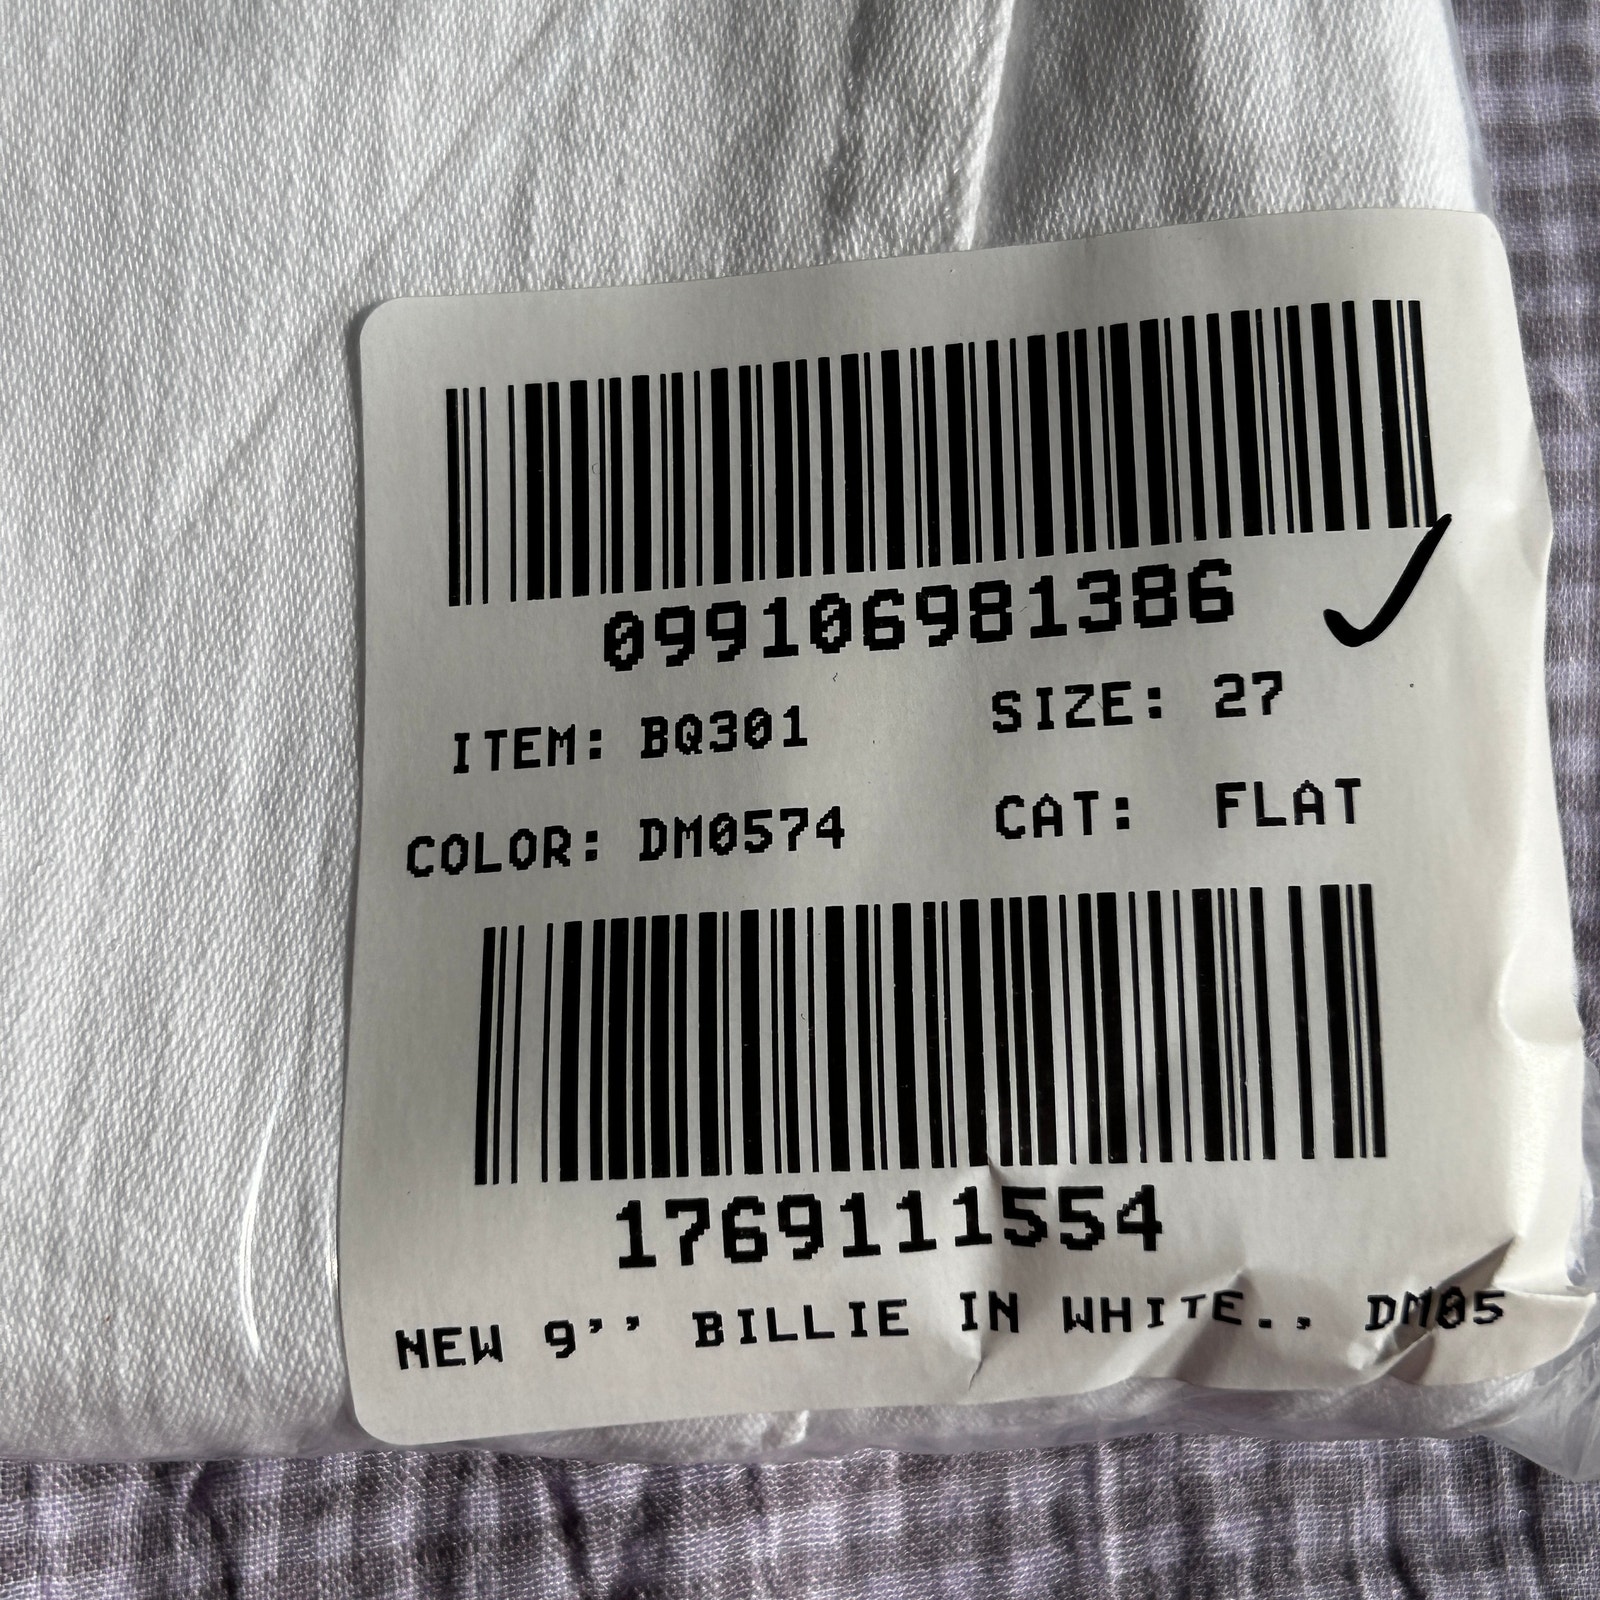 099106981386
ITEM: BQ301 SIZE: 27
COLOR: DM0574 CAT: FLAT
1769111554
NEW 9'' BILLIE IN WHITE., DM05